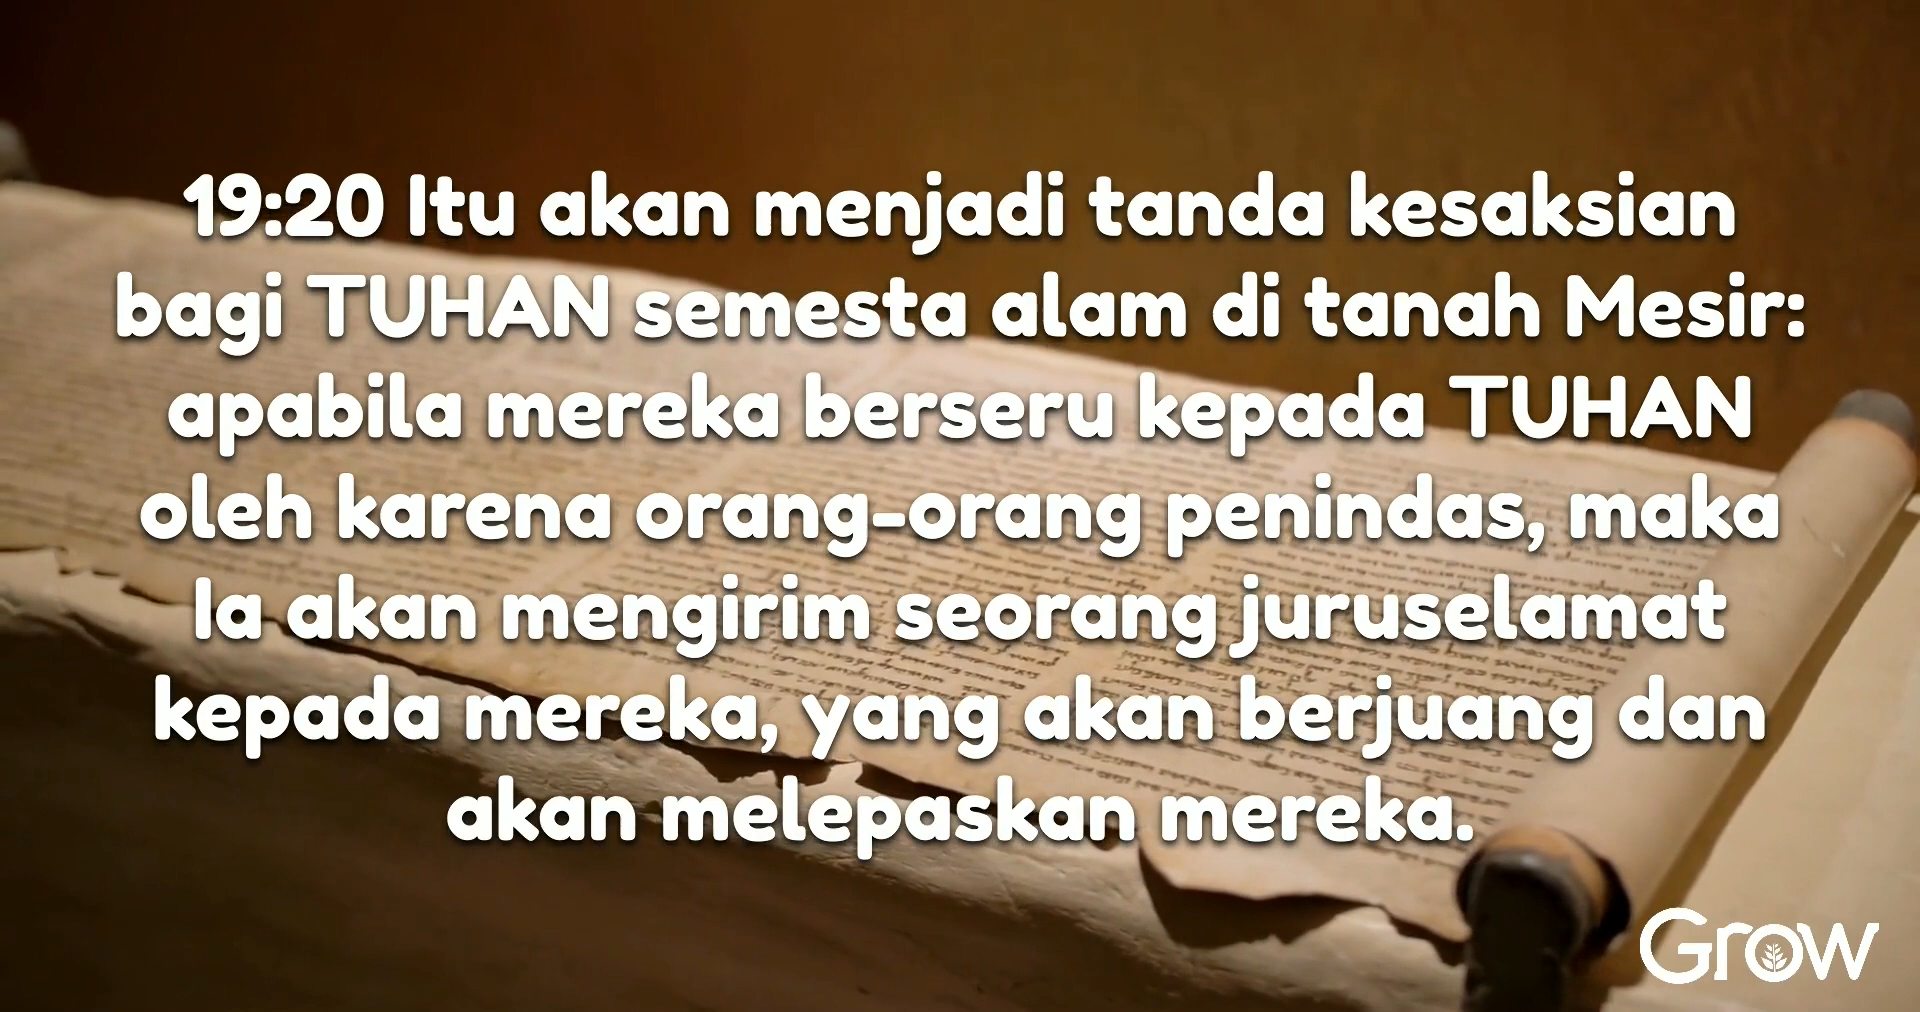 19:20 Itu akan menjadi tanda kesaksian
bagi TUHAN semesta alam di tanah Mesir:
apabila mereka berseru kepada TUHAN
oleh karena orang-orang penindas, maka
Ia akan mengirim seorang juruselamat
kepada mereka, yang akan berjuang dan
akan melepaskan mereka.
Grow